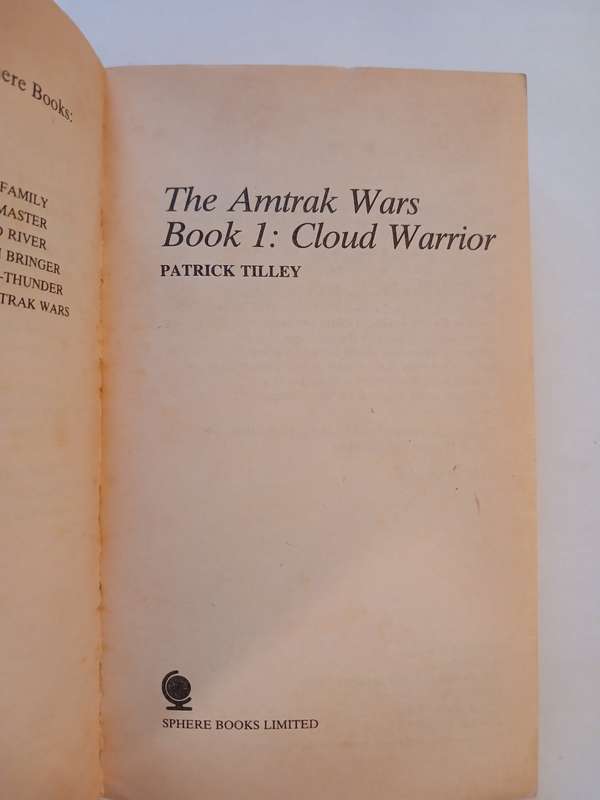 ere Books:
FAMILY
MASTER
RIVER
BRINGER
-THUNDER
TRAK WARS
The Amtrak Wars
Book 1: Cloud Warrior
PATRICK TILLEY
SPHERE BOOKS LIMITED